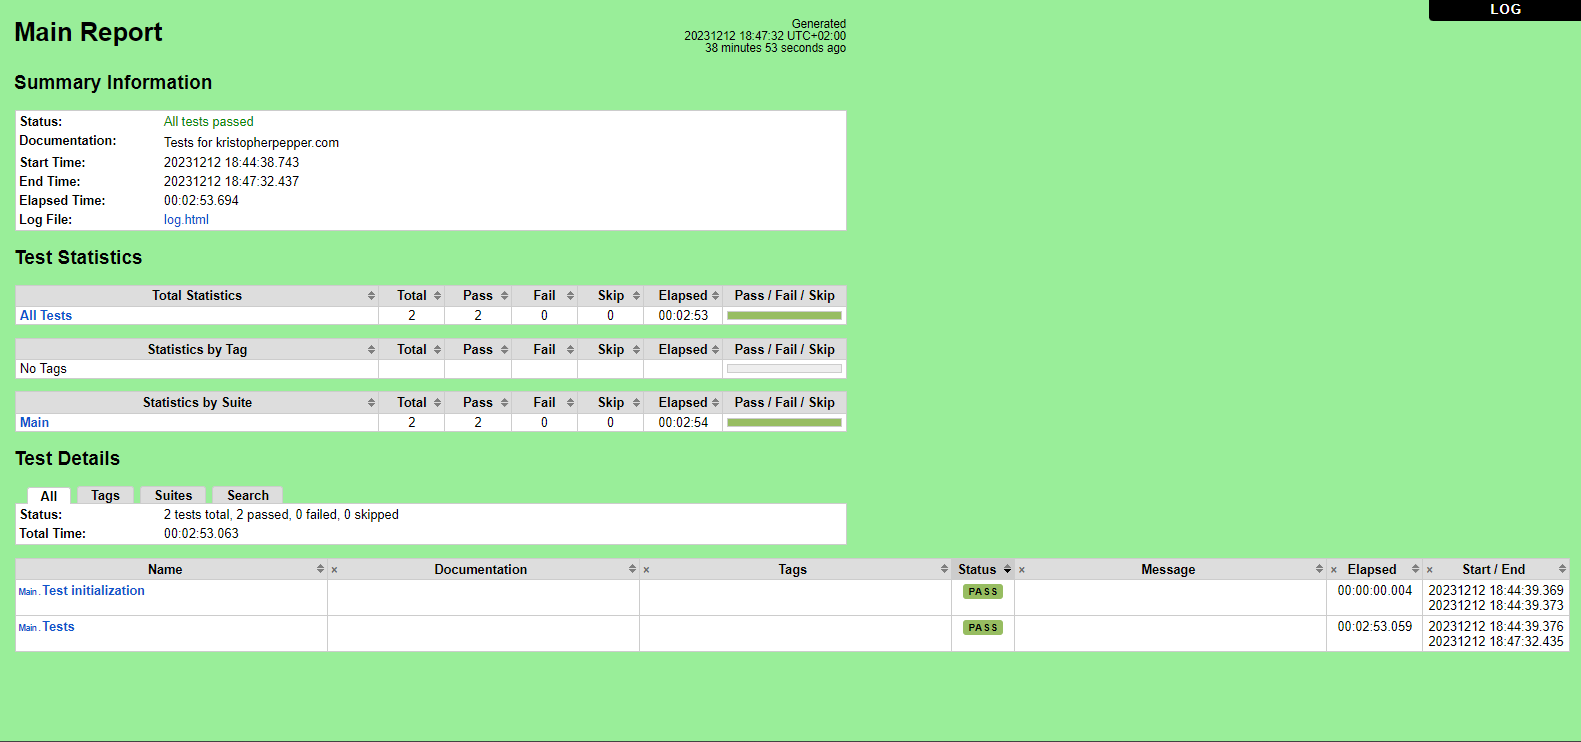 LOG
Main Report
Generated
20231212 18:47:32 UTC+02:00
38 minutes 53 seconds ago
Summary Information
Status: All tests passed
Documentation: Tests for kristopherpepper.com
Start Time: 20231212 18:44:38.743
End Time: 20231212 18:47:32.437
Elapsed Time: 00:02:53.694
Log File: log.html
Test Statistics
Total Statistics Total Pass Fail Skip Elapsed Pass / Fail / Skip
All Tests 2 2 0 0 00:02:53
Statistics by Tag Total Pass Fail Skip Elapsed Pass / Fail / Skip
No Tags
Statistics by Suite Total Pass Fail Skip Elapsed Pass / Fail / Skip
Main 2 2 0 0 00:02:54
Test Details
All Tags Suites Search
Status: 2 tests total, 2 passed, 0 failed, 0 skipped
Total Time: 00:02:53.063
Name × Documentation × Tags Status × Message × Elapsed × Start / End
Main . Test initialization PASS 00:00:00.004 20231212 18:44:39.369
20231212 18:44:39.373
Main . Tests PASS 00:02:53.059 20231212 18:44:39.376
20231212 18:47:32.435